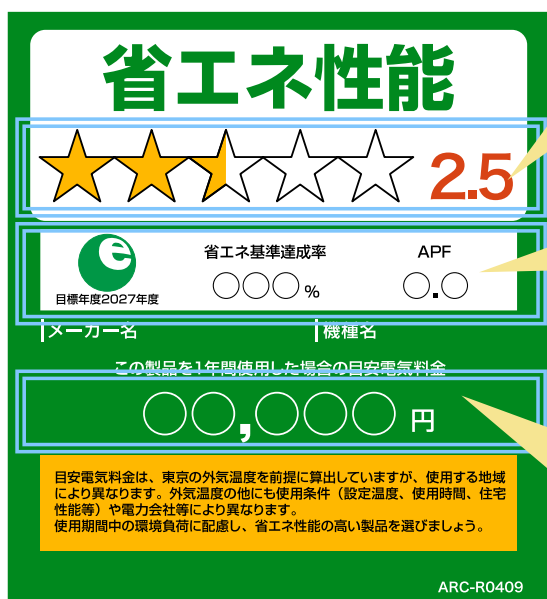 省エネ性能
2.5
e
省エネ基準達成率 APF
○○○% ○.○
目標年度2027年度
メーカー名 機種名
この製品を1年間使用した場合の目安電気料金
○○,○○○円
目安電気料金は、東京の外気温度を前提に算出していますが、使用する地域
により異なります。外気温度の他にも使用条件（設定温度、使用時間、住宅
性能等）や電力会社等により異なります。
使用期間中の環境負荷に配慮し、省エネ性能の高い製品を選びましょう。
ARC-R0409